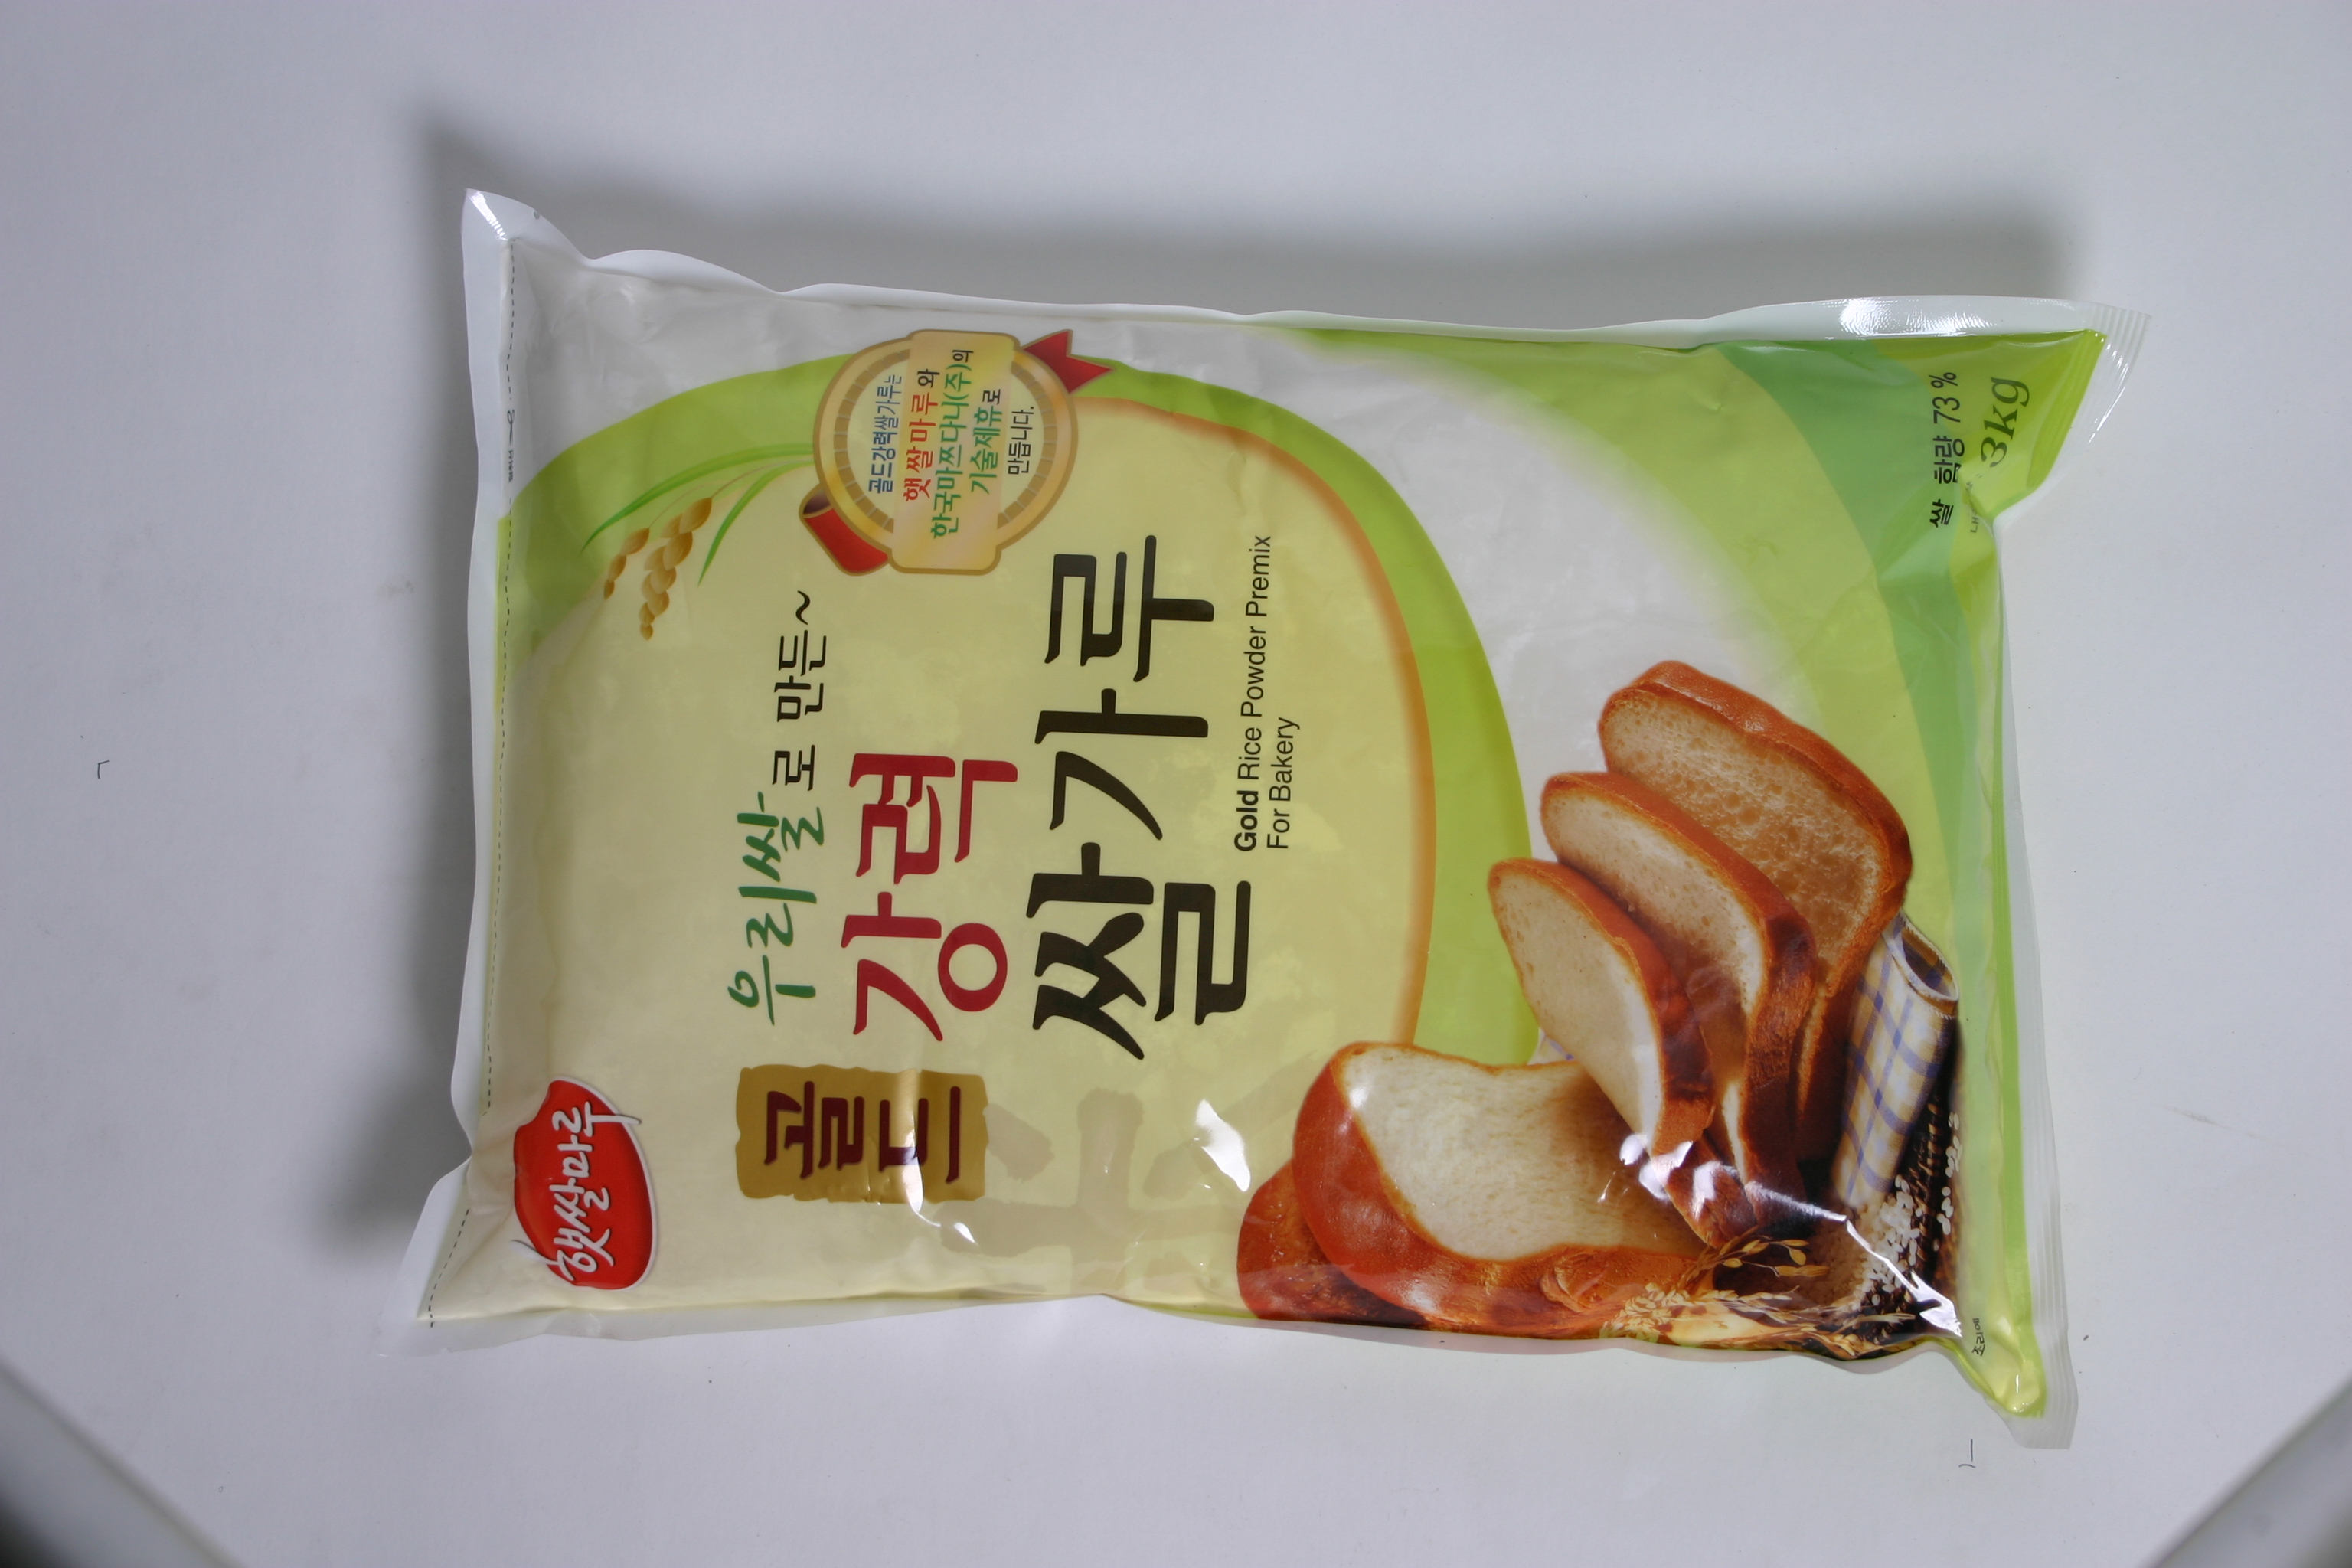 햇쌀마루
골드강력쌀가루는
햇쌀마루와
한국마쯔다니(주)의
기술제휴로
만듭니다.
우리쌀로 만든~
골드
강력
쌀가루
Gold Rice Powder Premix
For Bakery
쌀 함량 73%
3kg